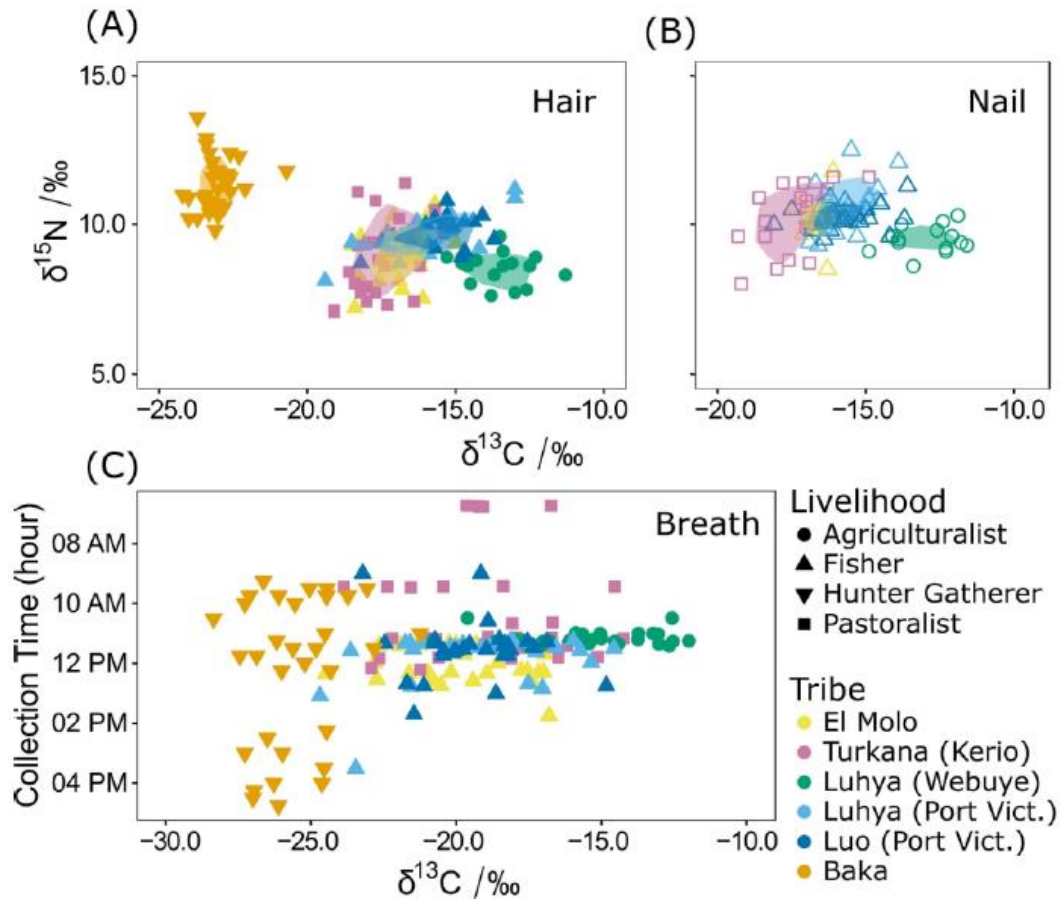 (A)
(B)
Hair
Nail
15.0
10.0
5.0
δ15N /‰
−25.0 −20.0 −15.0 −10.0
−20.0 −15.0 −10.0
δ13C /‰
(C)
Breath
Collection Time (hour)
08 AM
10 AM
12 PM
02 PM
04 PM
−30.0 −25.0 −20.0 −15.0 −10.0
δ13C /‰
Livelihood
Agriculturalist
Fisher
Hunter Gatherer
Pastoralist
Tribe
El Molo
Turkana (Kerio)
Luhya (Webuye)
Luhya (Port Vict.)
Luo (Port Vict.)
Baka